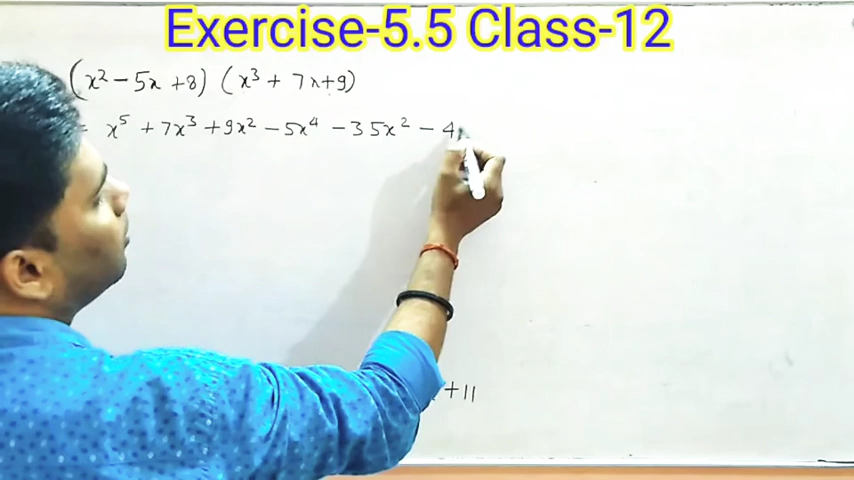 Exercise-5.5 Class-12
(x² - 5x + 8) (x³ + 7x + 9)
= x⁵ + 7x³ + 9x² - 5x⁴ - 35x² - 4
+ 11